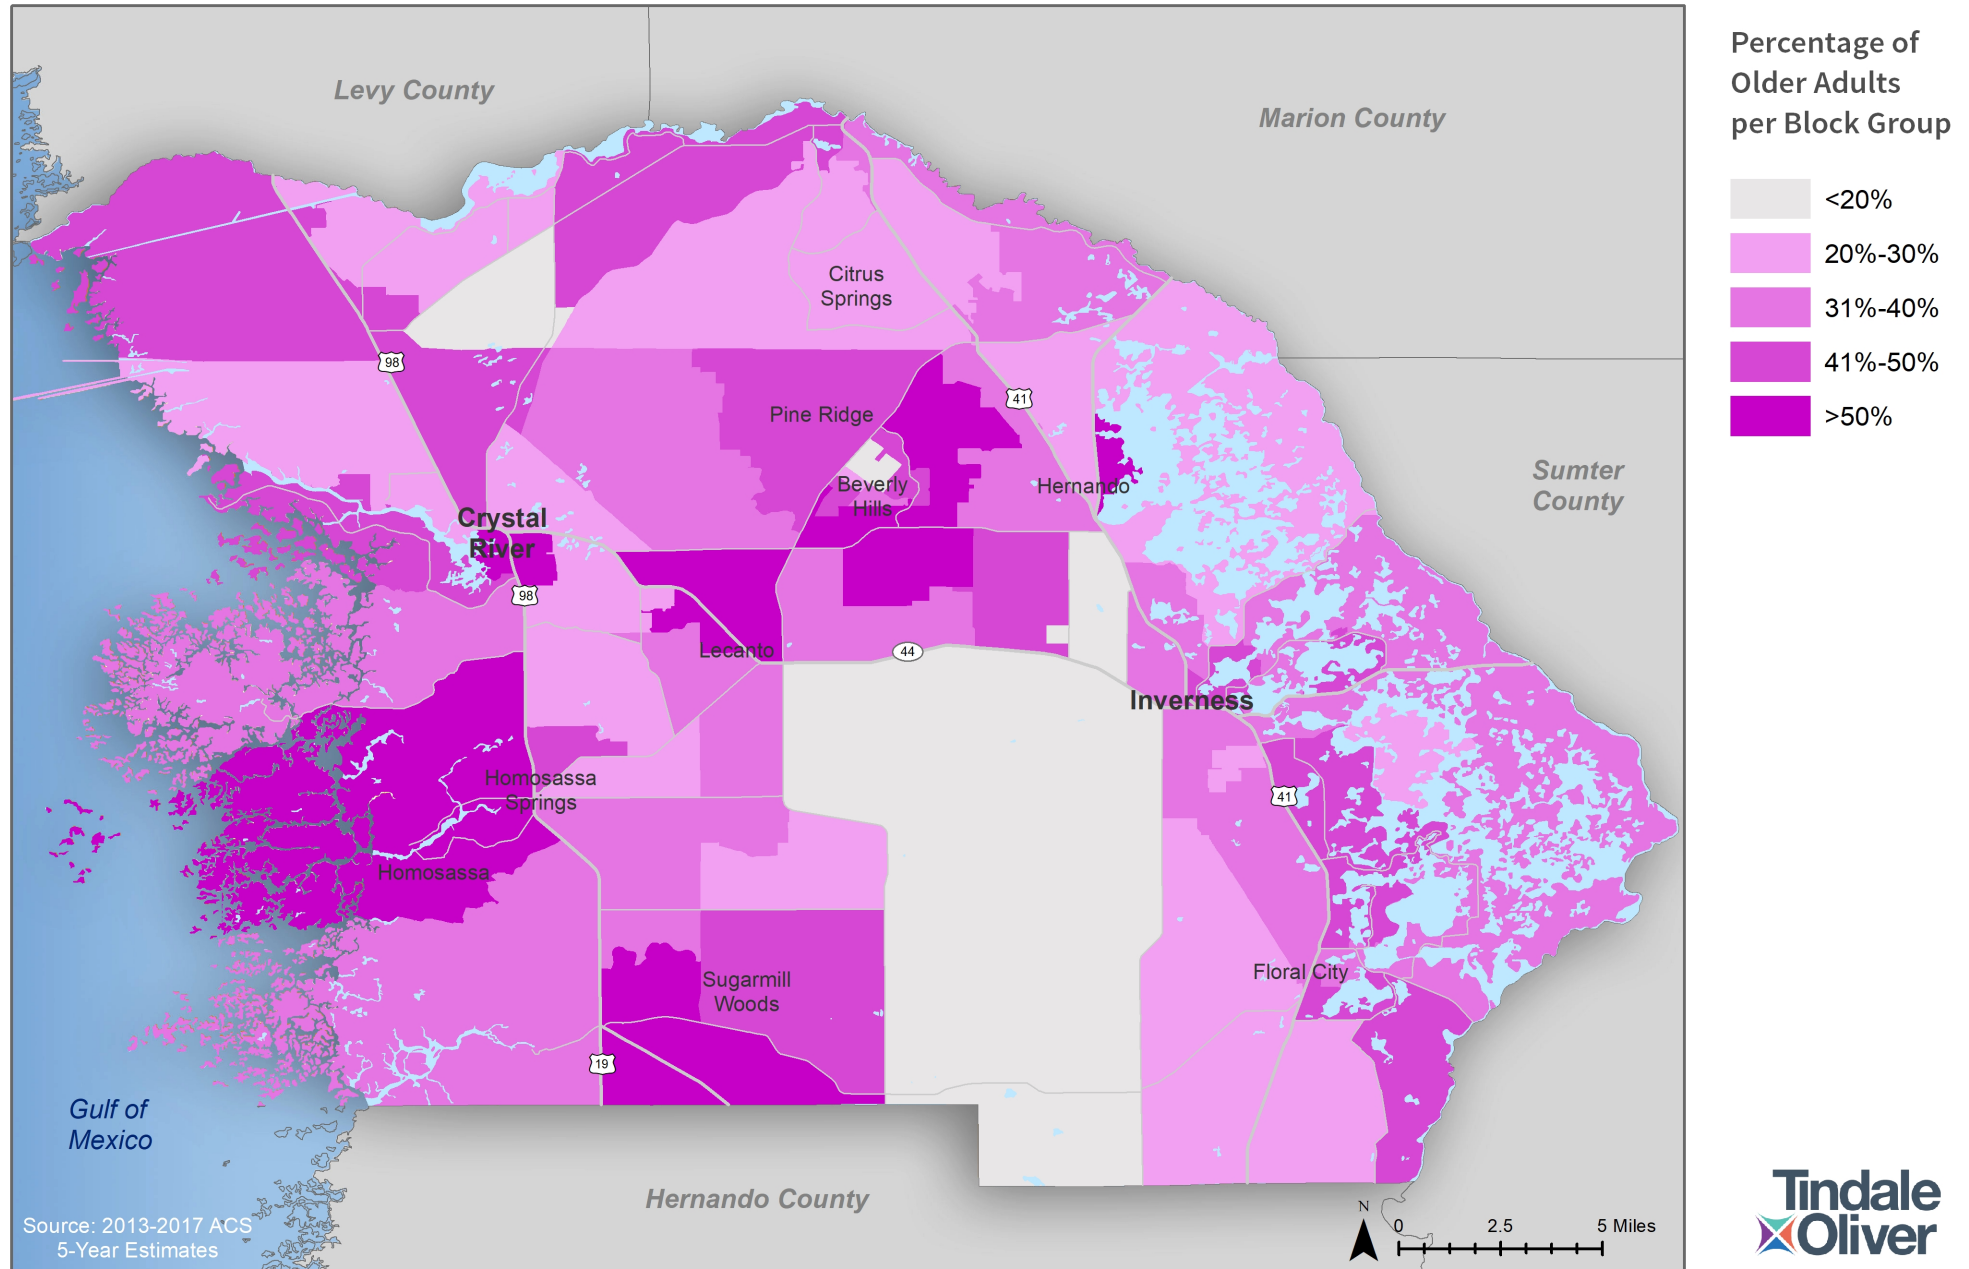 Levy County
Marion County
Citrus
Springs
98
41
Pine Ridge
Sumter
County
Beverly
Hills
Hernando
Crystal
River
98
Lecanto
44
Inverness
Homosassa
Springs
41
Homosassa
Floral City
Sugarmill
Woods
19
Gulf of
Mexico
Hernando County
Source: 2013-2017 ACS
5-Year Estimates
N
0 2.5 5 Miles
Percentage of
Older Adults
per Block Group
<20%
20%-30%
31%-40%
41%-50%
>50%
Tindale
Oliver